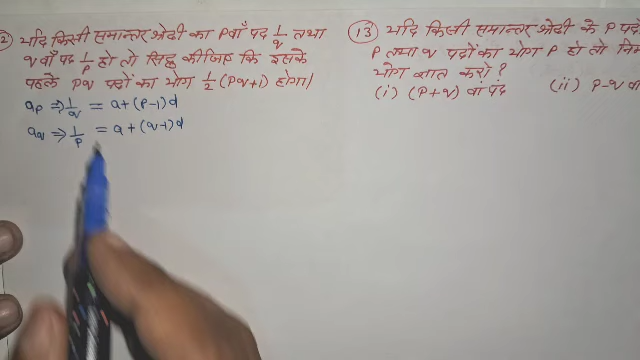 2 यदि किसी समान्तर श्रेढी का Pवाँ पद 1/q तथा
qवाँ पद 1/P हो तो सिद्ध कीजिए कि इसके
पहले Pq पदों का योग 1/2 (Pq+1) होगा।
aP ⇒ 1/q = a+(P-1)d
aq ⇒ 1/P = a+(q-1)d
13 यदि किसी समान्तर श्रेढी के P पद
P तथा q पदों का योग P हो तो
योग ज्ञात करो?
(i) (P+q) वां पद (ii) P-q वां